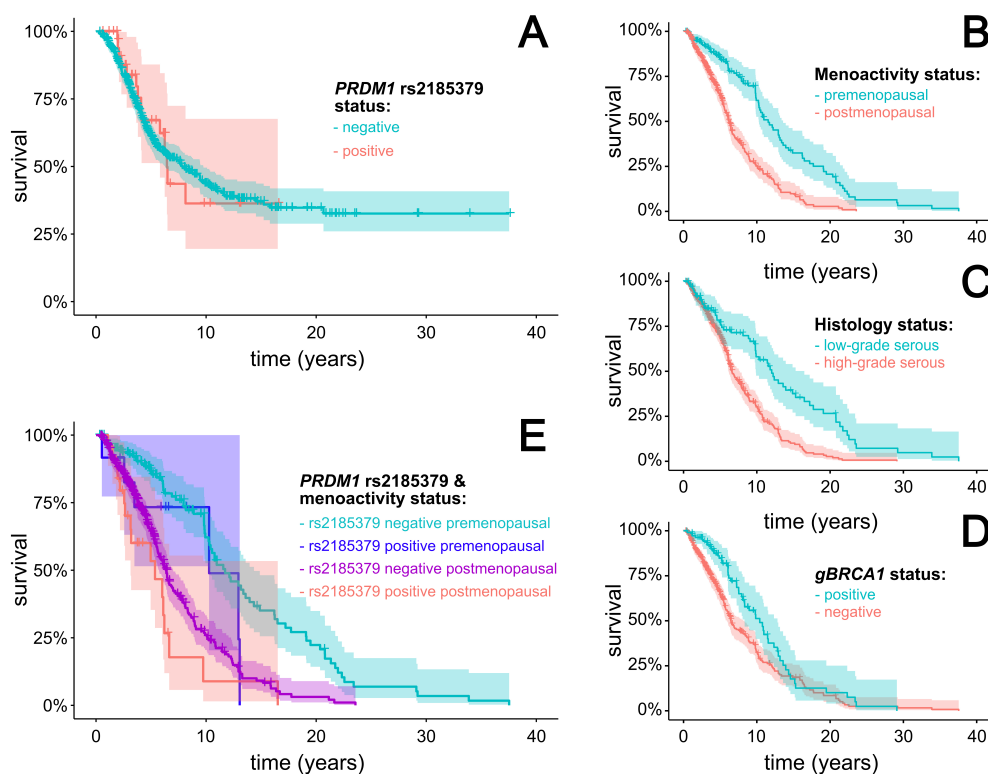 A
100%
75%
50%
25%
0%
survival
PRDM1 rs2185379
status:
- negative
- positive
0 10 20 30 40
time (years)
B
100%
75%
50%
25%
0%
survival
Menoactivity status:
- premenopausal
- postmenopausal
0 10 20 30 40
time (years)
C
100%
75%
50%
25%
0%
survival
Histology status:
- low-grade serous
- high-grade serous
0 10 20 30 40
time (years)
D
100%
75%
50%
25%
0%
survival
gBRCA1 status:
- positive
- negative
0 10 20 30 40
time (years)
E
100%
75%
50%
25%
0%
survival
PRDM1 rs2185379 &
menoactivity status:
- rs2185379 negative premenopausal
- rs2185379 positive premenopausal
- rs2185379 negative postmenopausal
- rs2185379 positive postmenopausal
0 10 20 30 40
time (years)